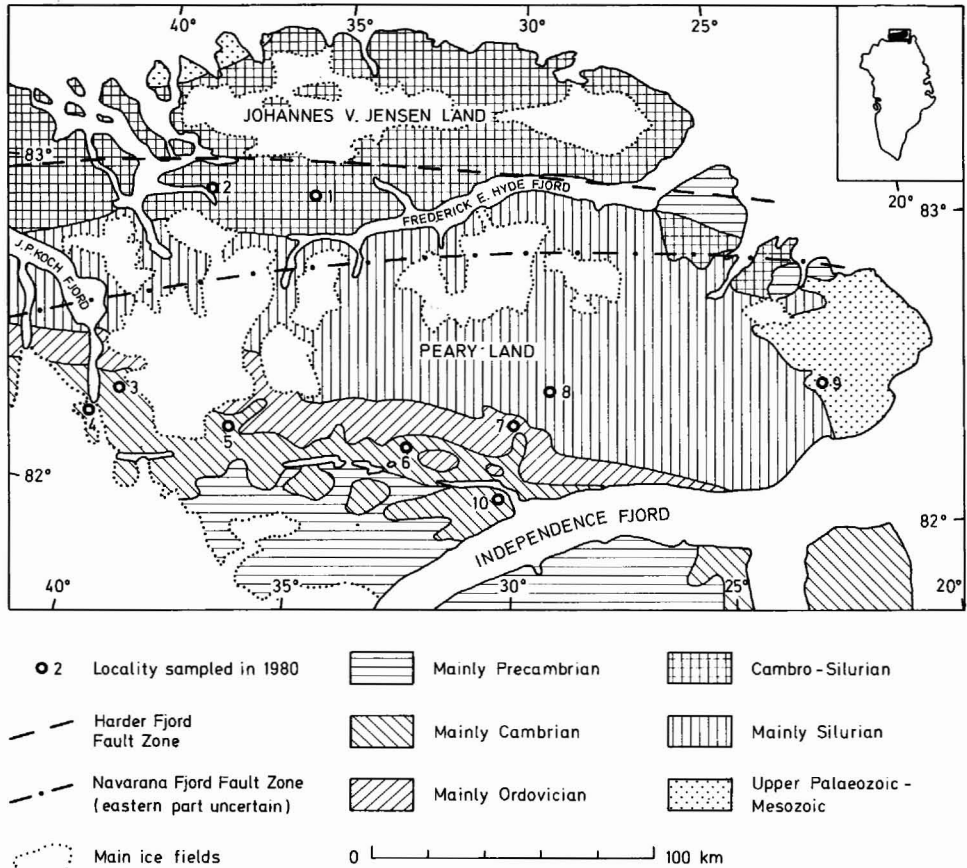 40° 35° 30° 25°
JOHANNES V. JENSEN LAND
83°
20°
2
1
FREDERICK E. HYDE FJORD
83°
J.P. KOCH FJORD
PEARY LAND
3
8
9
4
5
7
6
82°
10
82°
INDEPENDENCE FJORD
40° 35° 30° 25° 20°
2 Locality sampled in 1980
Harder Fjord
Fault Zone
Navarana Fjord Fault Zone
(eastern part uncertain)
Main ice fields
Mainly Precambrian
Mainly Cambrian
Mainly Ordovician
Cambro-Silurian
Mainly Silurian
Upper Palaeozoic -
Mesozoic
0 100 km